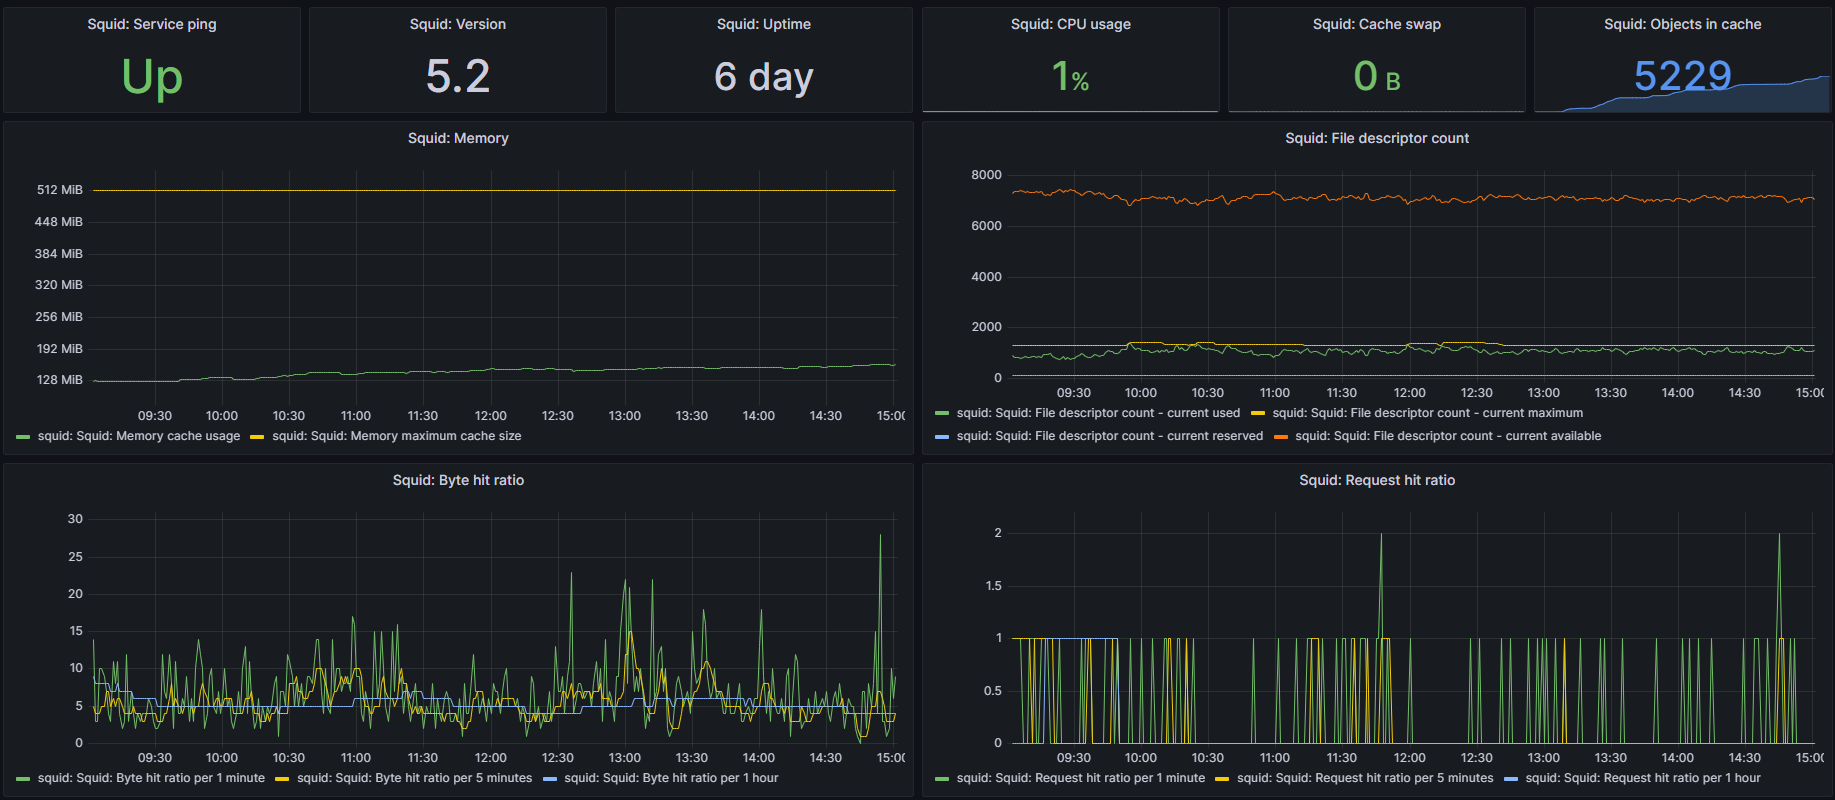 Squid: Service ping
Up
Squid: Version
5.2
Squid: Uptime
6 day
Squid: CPU usage
1%
Squid: Cache swap
0 B
Squid: Objects in cache
5229
Squid: Memory
512 MiB
448 MiB
384 MiB
320 MiB
256 MiB
192 MiB
128 MiB
09:30 10:00 10:30 11:00 11:30 12:00 12:30 13:00 13:30 14:00 14:30 15:00
squid: Squid: Memory cache usage squid: Squid: Memory maximum cache size
Squid: File descriptor count
8000
6000
4000
2000
0
09:30 10:00 10:30 11:00 11:30 12:00 12:30 13:00 13:30 14:00 14:30 15:00
squid: Squid: File descriptor count - current used squid: Squid: File descriptor count - current maximum
squid: Squid: File descriptor count - current reserved squid: Squid: File descriptor count - current available
Squid: Byte hit ratio
30
25
20
15
10
5
0
09:30 10:00 10:30 11:00 11:30 12:00 12:30 13:00 13:30 14:00 14:30 15:00
squid: Squid: Byte hit ratio per 1 minute squid: Squid: Byte hit ratio per 5 minutes squid: Squid: Byte hit ratio per 1 hour
Squid: Request hit ratio
2
1.5
1
0.5
0
09:30 10:00 10:30 11:00 11:30 12:00 12:30 13:00 13:30 14:00 14:30 15:00
squid: Squid: Request hit ratio per 1 minute squid: Squid: Request hit ratio per 5 minutes squid: Squid: Request hit ratio per 1 hour